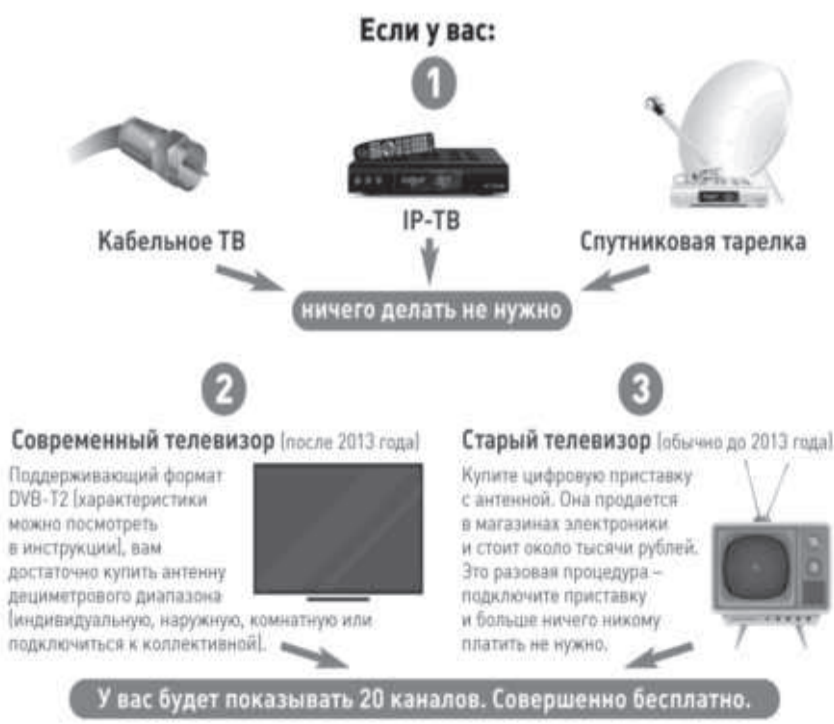 Если у вас:
1
Кабельное ТВ
IP-ТВ
Спутниковая тарелка
ничего делать не нужно
2
Современный телевизор (после 2013 года)
Поддерживающий формат
DVB-T2 (характеристики
можно посмотреть
в инструкции), вам
достаточно купить антенну
дециметрового диапазона
(индивидуальную, наружную, комнатную или
подключиться к коллективной).
3
Старый телевизор (обычно до 2013 года)
Купите цифровую приставку
с антенной. Она продается
в магазинах электроники
и стоит около тысячи рублей.
Это разовая процедура –
подключите приставку
и больше ничего никому
платить не нужно.
У вас будет показывать 20 каналов. Совершенно бесплатно.